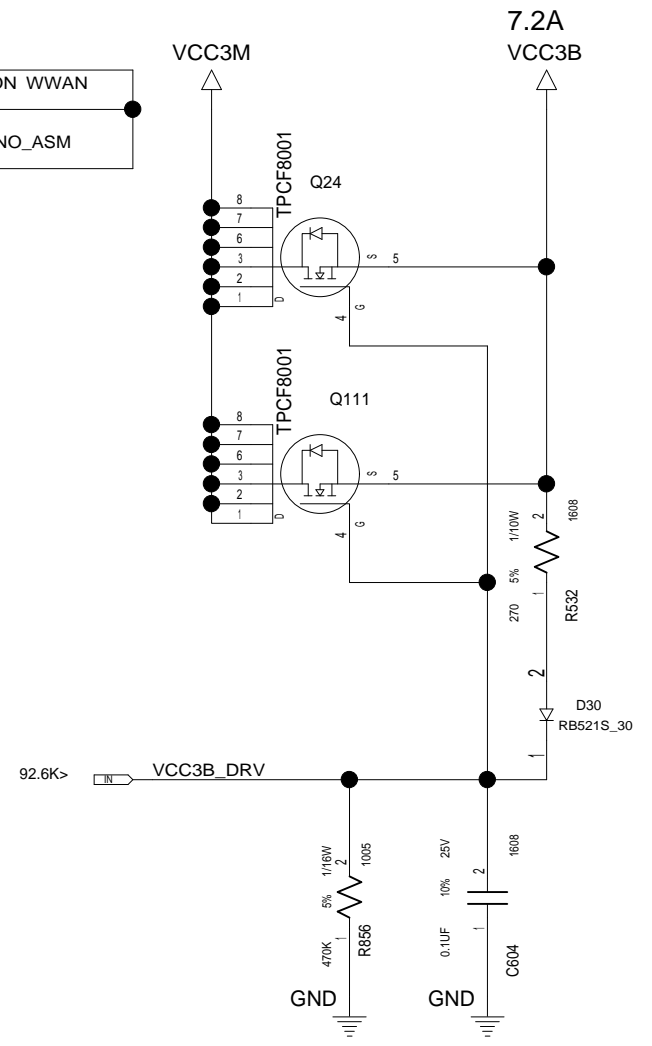 7.2A
VCC3M
VCC3B
ON WWAN
NO_ASM
TPCF8001
Q24
8
7
6
3
2
1
D
S
5
4
G
TPCF8001
Q111
8
7
6
3
2
1
D
S
5
4
G
1/10W
2
1608
5%
270
1
R532
2
D30
RB521S_30
1
92.6K>
IN
VCC3B_DRV
1/16W
2
1005
5%
470K
1
R856
25V
2
1608
10%
0.1UF
1
C604
GND
GND